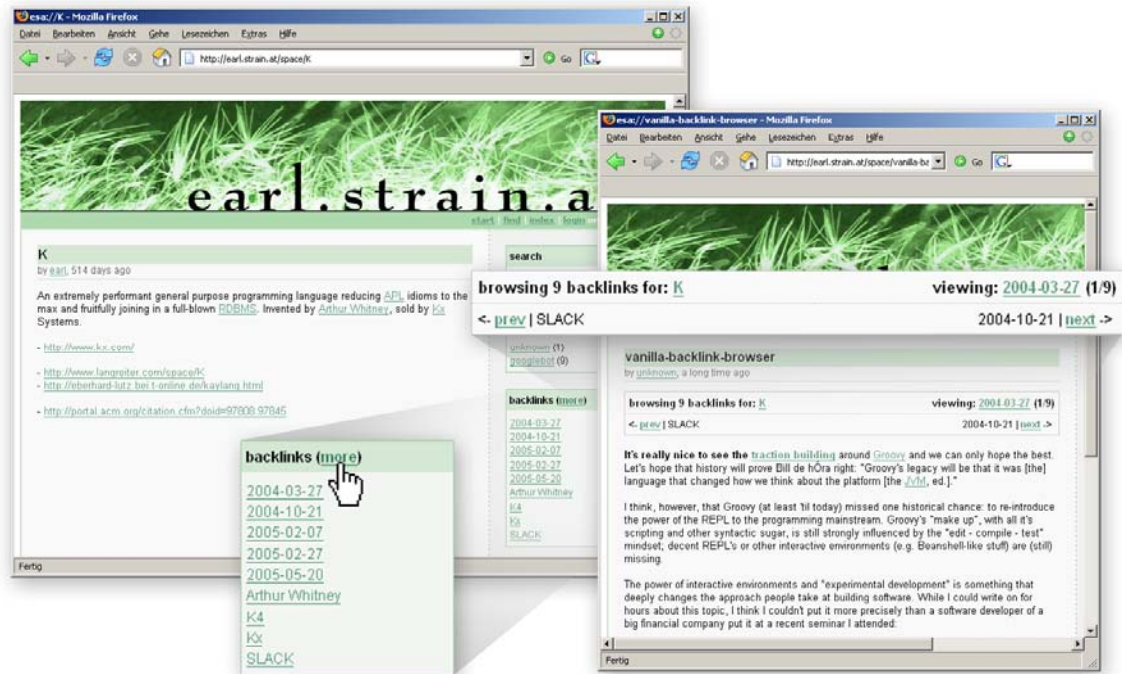 esa://K - Mozilla Firefox
Datei Bearbeiten Ansicht Gehe Lesezeichen Extras Hilfe
http://earl.strain.at/space/K
Go
earl.strain.a
start find index login
K
by earl, 514 days ago
An extremely performant general purpose programming language reducing APL idioms to the
max and fruitfully joining in a full-blown RDBMS. Invented by Arthur Whitney, sold by Kx
Systems.
- http://www.kx.com/
- http://www.langreiter.com/space/K
- http://eberhard-lutz.bei.t-online.de/kaylang.html
- http://portal.acm.org/citation.cfm?doid=97808.97845
search
unknown (1)
googlebot (9)
backlinks (more)
2004-03-27
2004-10-21
2005-02-07
2005-02-27
2005-05-20
Arthur Whitney
K4
Kx
SLACK
Fertig
backlinks (more)
2004-03-27
2004-10-21
2005-02-07
2005-02-27
2005-05-20
Arthur Whitney
K4
Kx
SLACK
esa://vanilla-backlink-browser - Mozilla Firefox
Datei Bearbeiten Ansicht Gehe Lesezeichen Extras Hilfe
http://earl.strain.at/space/vanilla-be
Go
browsing 9 backlinks for: K viewing: 2004-03-27 (1/9)
<- prev | SLACK 2004-10-21 | next ->
vanilla-backlink-browser
by unknown, a long time ago
browsing 9 backlinks for: K viewing: 2004-03-27 (1/9)
<- prev | SLACK 2004-10-21 | next ->
It's really nice to see the traction building around Groovy and we can only hope the best.
Let's hope that history will prove Bill de hÓra right: "Groovy's legacy will be that it was [the]
language that changed how we think about the platform [the JVM, ed.]."
I think, however, that Groovy (at least 'til today) missed one historical chance: to re-introduce
the power of the REPL to the programming mainstream. Groovy's "make up", with all it's
scripting and other syntactic sugar, is still strongly influenced by the "edit - compile - test"
mindset; decent REPL's or other interactive environments (e.g. Beanshell-like stuff) are (still)
missing.
The power of interactive environments and "experimental development" is something that
deeply changes the approach people take at building software. While I could write on for
hours about this topic, I think I couldn't put it more precisely than a software developer of a
big financial company put it at a recent seminar I attended:
Fertig